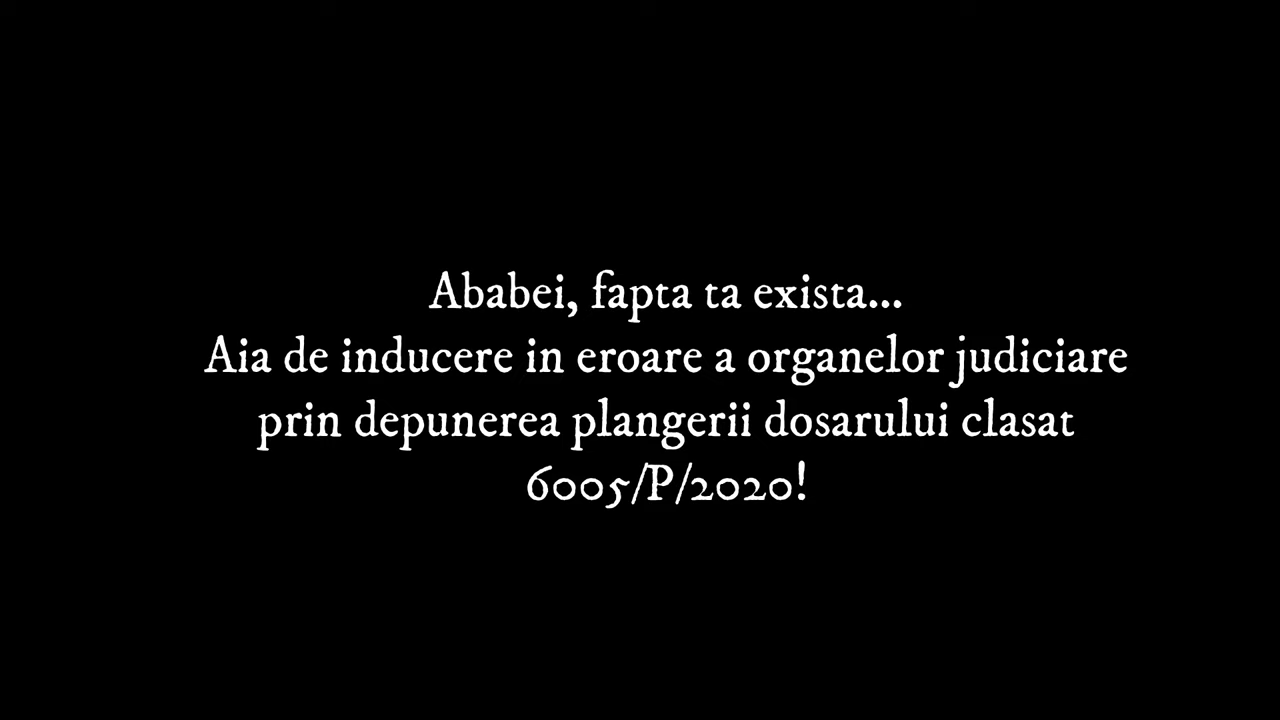 Ababei, fapta ta exista...
Aia de inducere in eroare a organelor judiciare
prin depunerea plangerii dosarului clasat
6005/P/2020!